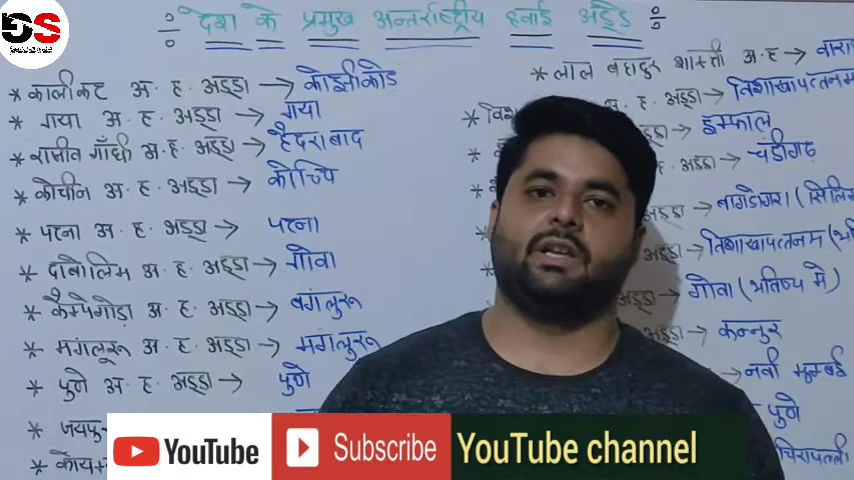 देश के प्रमुख अन्तर्राष्ट्रीय हवाई अड्डे
* कालीकट अ. ह. अड्डा → कोझीकोड
* गया अ. ह. अड्डा → गया
* राजीव गाँधी अ. ह. अड्डा → हैदराबाद
* कोचीन अ. ह. अड्डा → कोच्चि
* पटना अ. ह. अड्डा → पटना
* दाबोलिम अ. ह. अड्डा → गोवा
* कैम्पेगोड़ा अ. ह. अड्डा → बंगलुरू
* मंगलूरू अ. ह. अड्डा → मंगलुरू
* पुणे अ. ह. अड्डा → पुणे
* लाल बहादुर शास्त्री अ. ह →
अ. ह. अड्डा → विशाखापत्तनम
अड्डा → इम्फाल
अ. ह. अड्डा → चंडीगढ़
अड्डा → बागडोगरा (
अड्डा → विशाखापत्तनम (
अड्डा → गोवा (भविष्य में)
अड्डा → कन्नुर
→ नवी मुम्बई
पुणे
GS
YouTube
Subscribe
YouTube channel